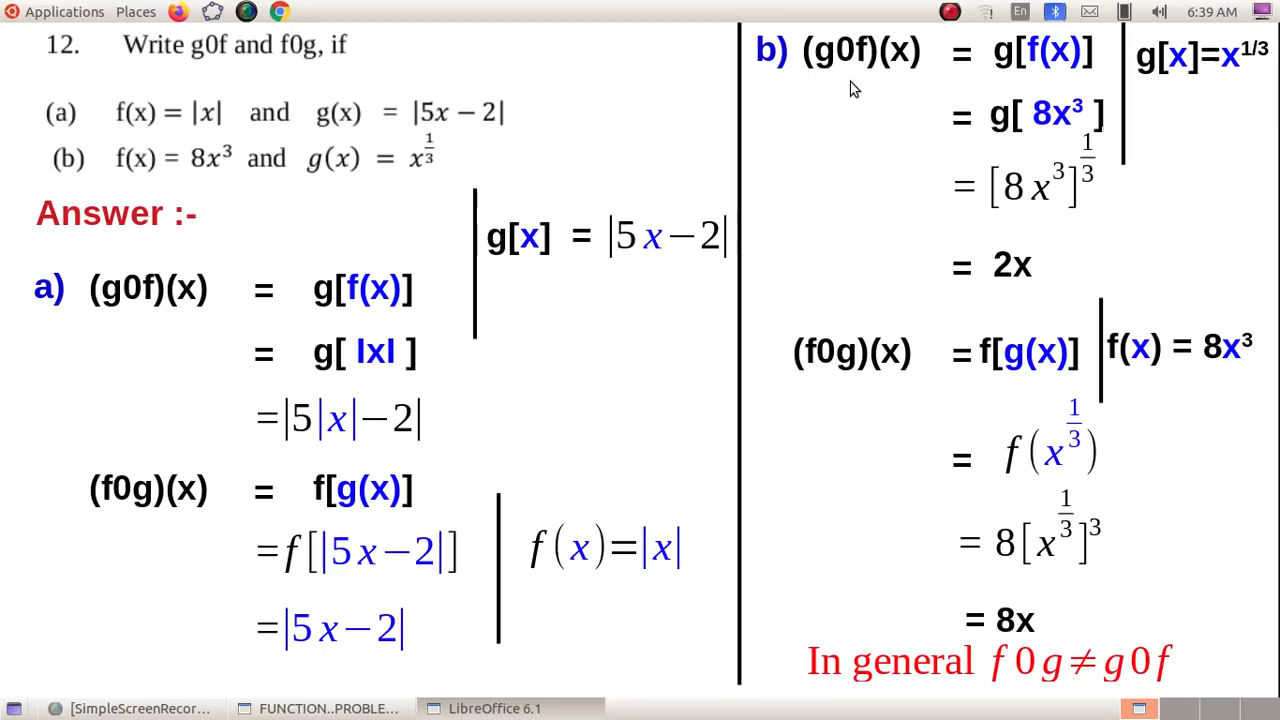 Applications Places En 6:39 AM
12. Write g0f and f0g, if
(a) f(x) = |x| and g(x) = |5x − 2|
(b) f(x) = 8x³ and g(x) = x^{1/3}
Answer :-
g[x] = |5x−2|
a) (g0f)(x) = g[f(x)]
= g[ IxI ]
=|5|x|−2|
(f0g)(x) = f[g(x)]
=f[|5x−2|]
f(x)=|x|
=|5x−2|
b) (g0f)(x) = g[f(x)]
g[x]=x^{1/3}
= g[ 8x³ ]
= [8x³]^{1/3}
= 2x
(f0g)(x) = f[g(x)]
f(x) = 8x³
= f(x^{1/3})
= 8[x^{1/3}]³
= 8x
In general f0g≠g0f
[SimpleScreenRecor... FUNCTION..PROBLE... LibreOffice 6.1